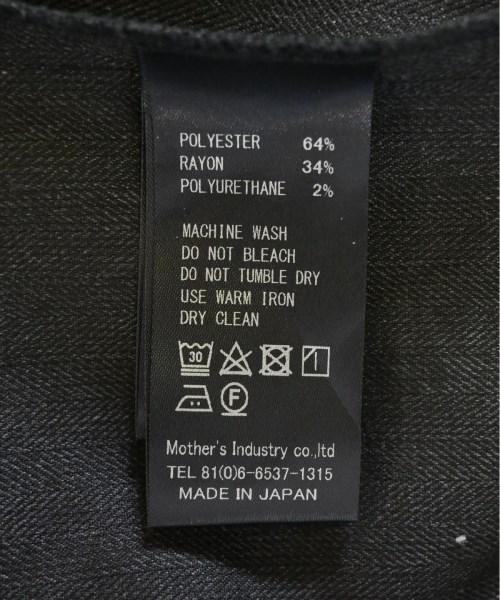 POLYESTER 64%
RAYON 34%
POLYURETHANE 2%
MACHINE WASH
DO NOT BLEACH
DO NOT TUMBLE DRY
USE WARM IRON
DRY CLEAN
30
F
Mother's Industry co.,ltd
TEL 81(0)6-6537-1315
MADE IN JAPAN